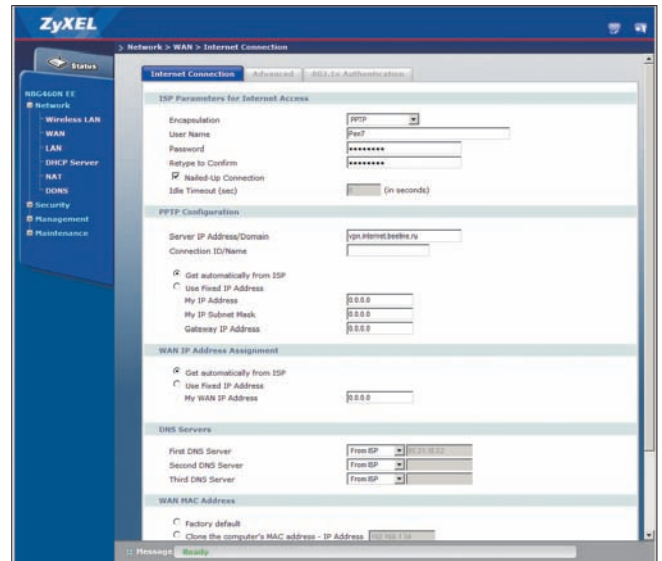 ZyXEL
> Network > WAN > Internet Connection
Status
NBG460N EE
Network
Wireless LAN
WAN
LAN
DHCP Server
NAT
DDNS
Security
Management
Maintenance
Internet Connection Advanced 802.1x Authentication
ISP Parameters for Internet Access
Encapsulation PPTP
User Name
Password ••••••••
Retype to Confirm ••••••••
Nailed-Up Connection
Idle Timeout (sec) (in seconds)
PPTP Configuration
Server IP Address/Domain vpn.internet.beeline.ru
Connection ID/Name
Get automatically from ISP
Use Fixed IP Address
My IP Address 0.0.0.0
My IP Subnet Mask 0.0.0.0
Gateway IP Address 0.0.0.0
WAN IP Address Assignment
Get automatically from ISP
Use Fixed IP Address
My WAN IP Address 0.0.0.0
DNS Servers
First DNS Server From ISP
Second DNS Server From ISP
Third DNS Server From ISP
WAN MAC Address
Factory default
Clone the computer's MAC address - IP Address
Message Ready